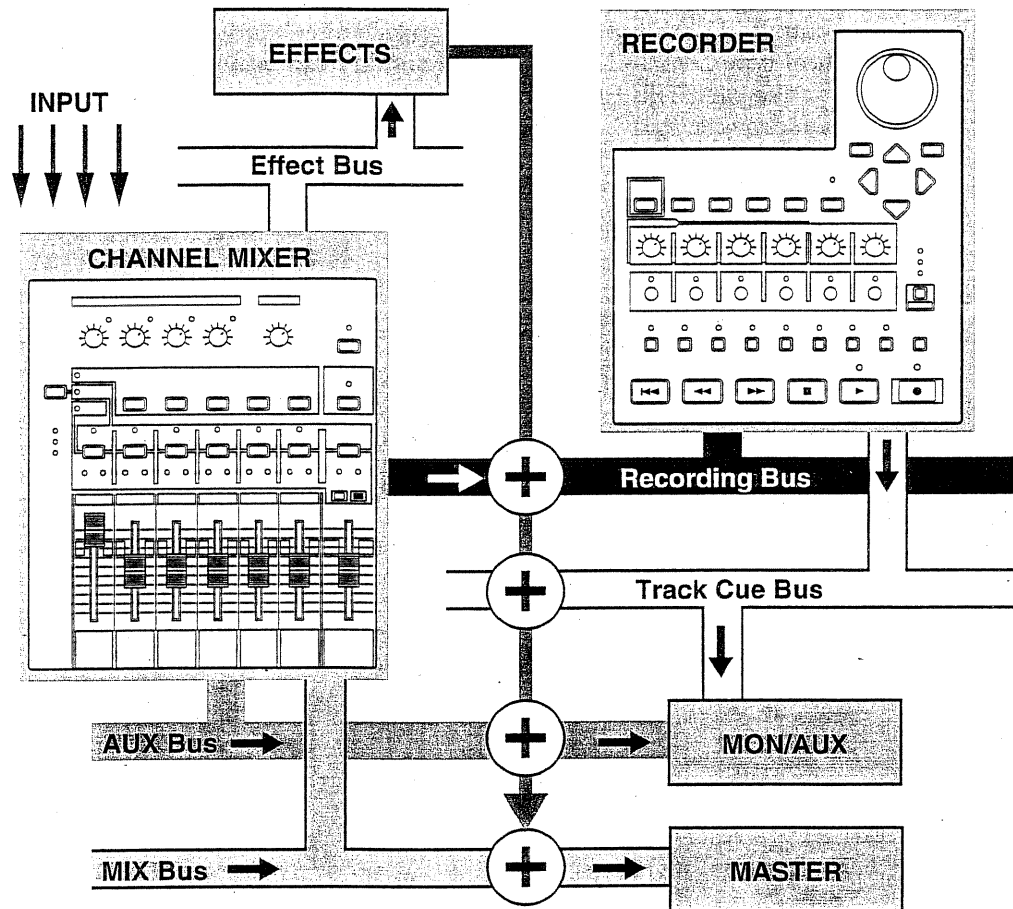 EFFECTS
RECORDER
INPUT
Effect Bus
CHANNEL MIXER
Recording Bus
Track Cue Bus
AUX Bus
MON/AUX
MIX Bus
MASTER